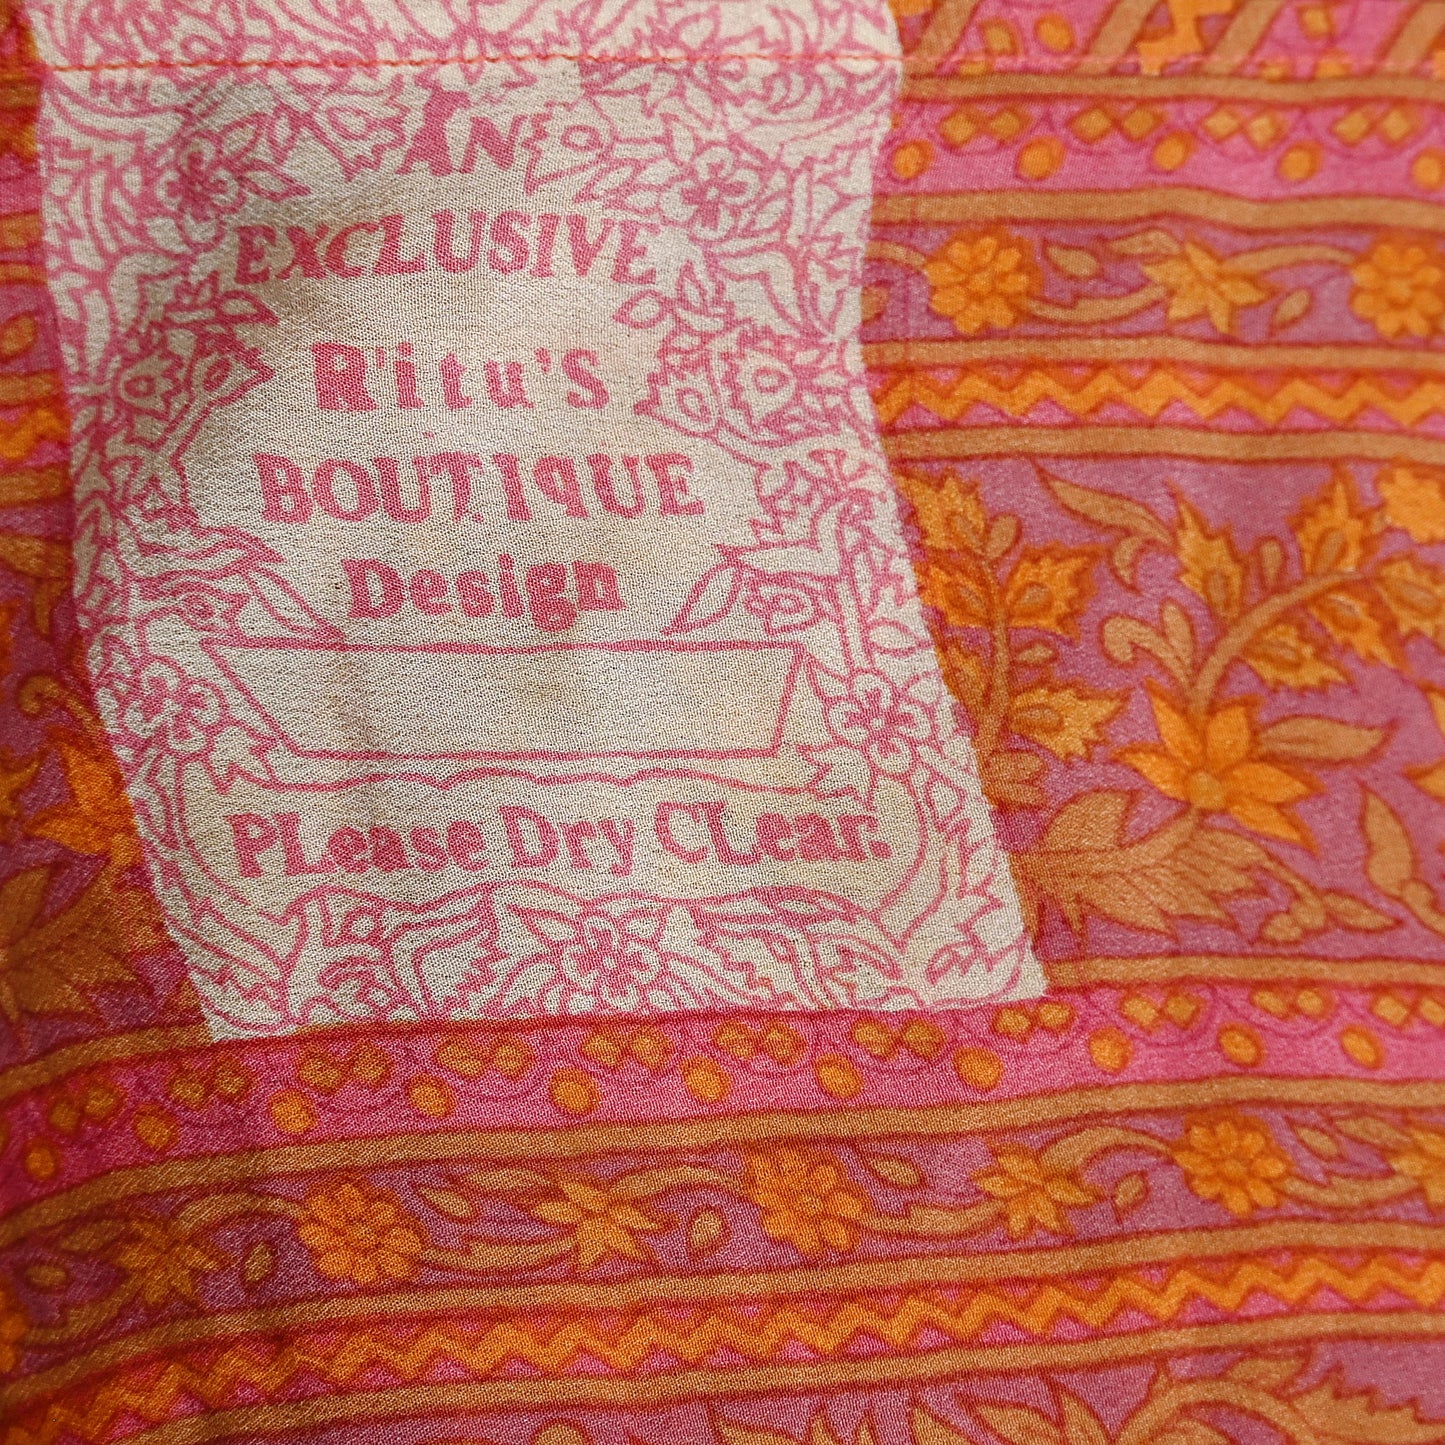 AN
EXCLUSIVE
R'itu'S
BOUTIQUE
Design
PLease Dry CLear.